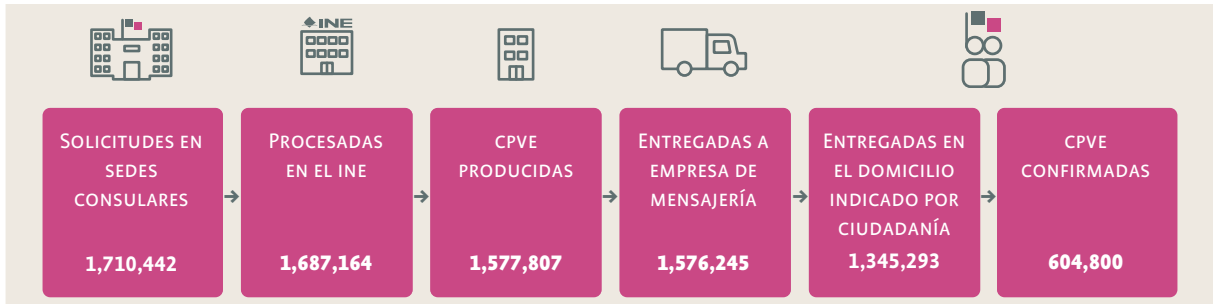 INE
SOLICITUDES EN
SEDES
CONSULARES
1,710,442
PROCESADAS
EN EL INE
1,687,164
CPVE
PRODUCIDAS
1,577,807
ENTREGADAS A
EMPRESA DE
MENSAJERÍA
1,576,245
ENTREGADAS EN
EL DOMICILIO
INDICADO POR
CIUDADANÍA
1,345,293
CPVE
CONFIRMADAS
604,800